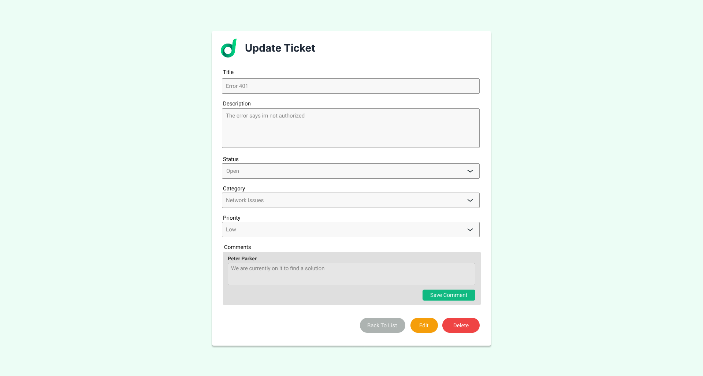 Update Ticket
Title
Error 401
Description
The error says im not authorized
Status
Open
Category
Network Issues
Priority
Low
Comments
Peter Parker
We are currently on it to find a solution
Save Comment
Back To List
Edit
Delete